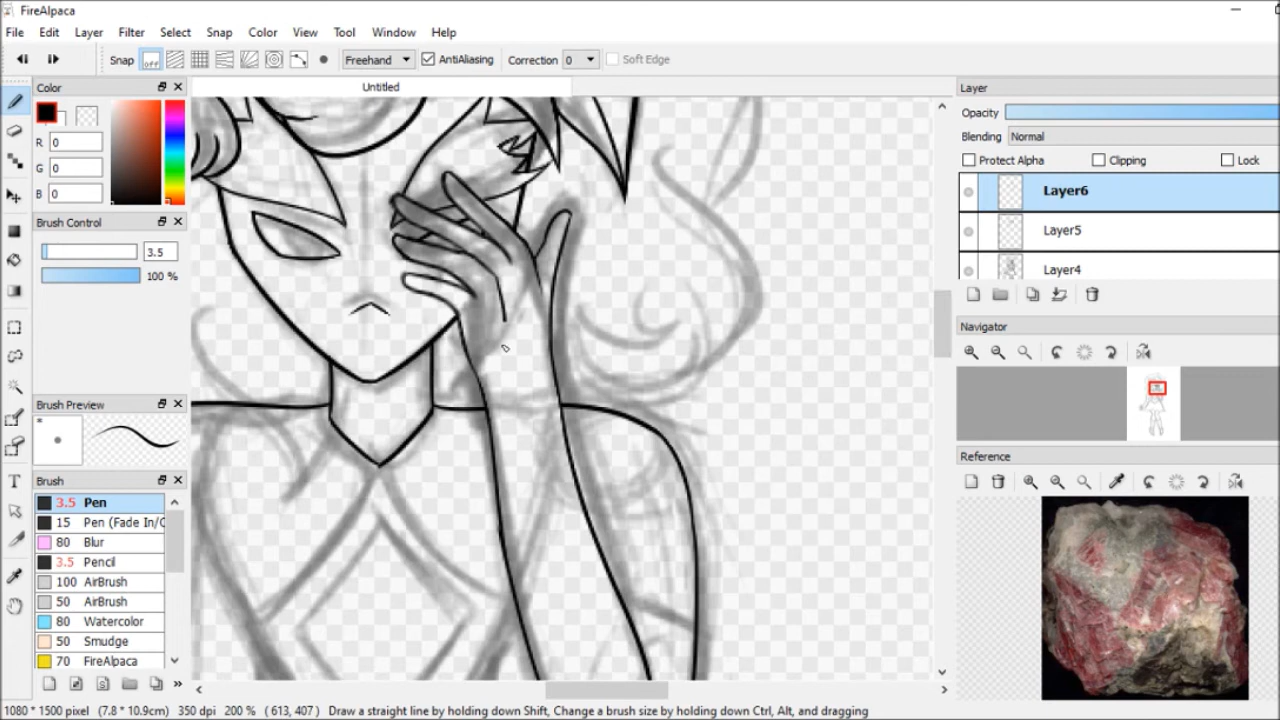 FireAlpaca
File Edit Layer Filter Select Snap Color View Tool Window Help
Snap off Freehand AntiAliasing Correction 0 Soft Edge
Color
Untitled
Layer
R 0
G 0
B 0
Opacity
Blending Normal
Protect Alpha Clipping Lock
Layer6
Layer5
Layer4
Brush Control
3.5
100 %
Navigator
Brush Preview
*
Reference
Brush
3.5 Pen
15 Pen (Fade In/O
80 Blur
3.5 Pencil
100 AirBrush
50 AirBrush
80 Watercolor
50 Smudge
70 FireAlpaca
T
S
1080 * 1500 pixel (7.8 * 10.9cm) 350 dpi 200 % ( 613, 407 ) Draw a straight line by holding down Shift, Change a brush size by holding down Ctrl, Alt, and dragging